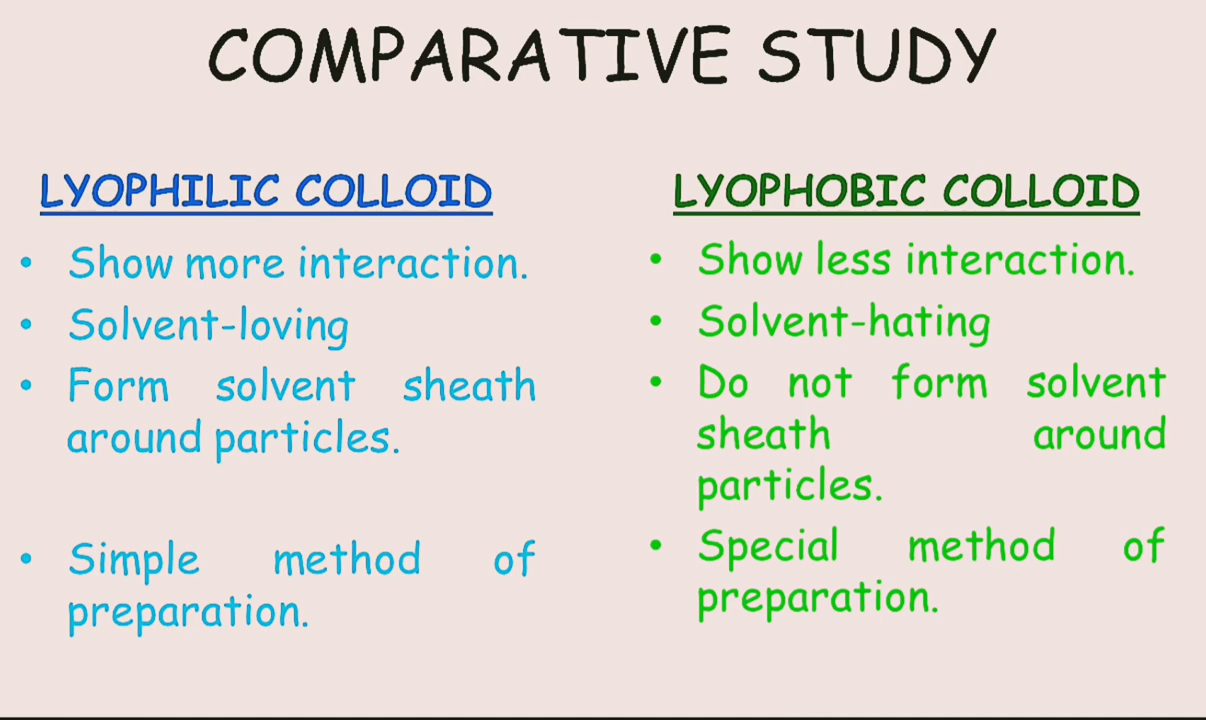 COMPARATIVE STUDY
LYOPHILIC COLLOID
• Show more interaction.
• Solvent-loving
• Form solvent sheath
around particles.
• Simple method of
preparation.
LYOPHOBIC COLLOID
• Show less interaction.
• Solvent-hating
• Do not form solvent
sheath around
particles.
• Special method of
preparation.